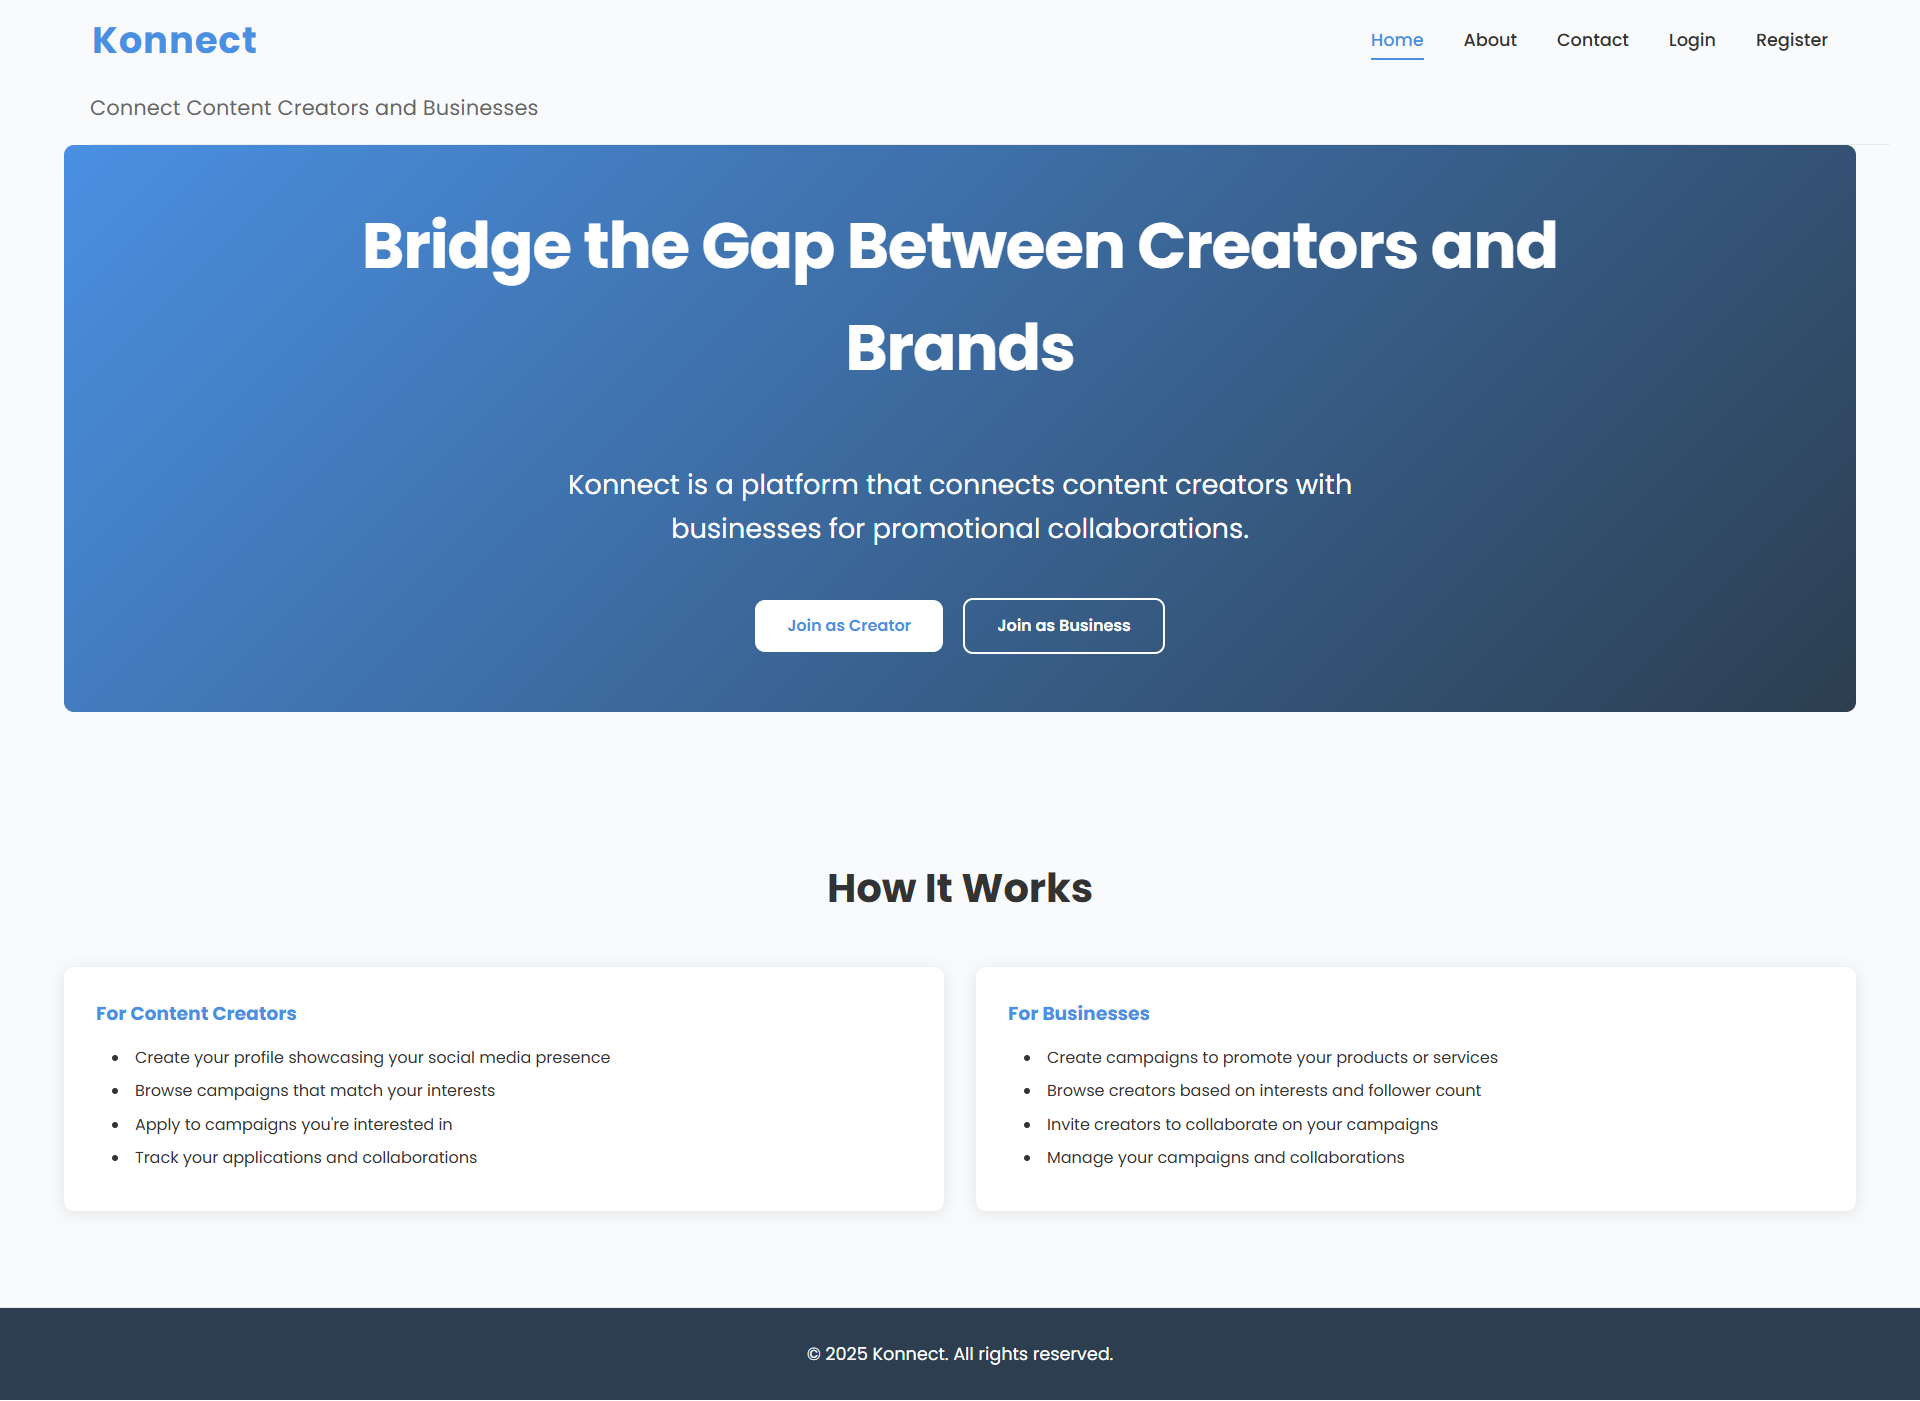 Konnect
Home About Contact Login Register
Connect Content Creators and Businesses
Bridge the Gap Between Creators and
Brands
Konnect is a platform that connects content creators with
businesses for promotional collaborations.
Join as Creator
Join as Business
How It Works
For Content Creators
• Create your profile showcasing your social media presence
• Browse campaigns that match your interests
• Apply to campaigns you're interested in
• Track your applications and collaborations
For Businesses
• Create campaigns to promote your products or services
• Browse creators based on interests and follower count
• Invite creators to collaborate on your campaigns
• Manage your campaigns and collaborations
© 2025 Konnect. All rights reserved.